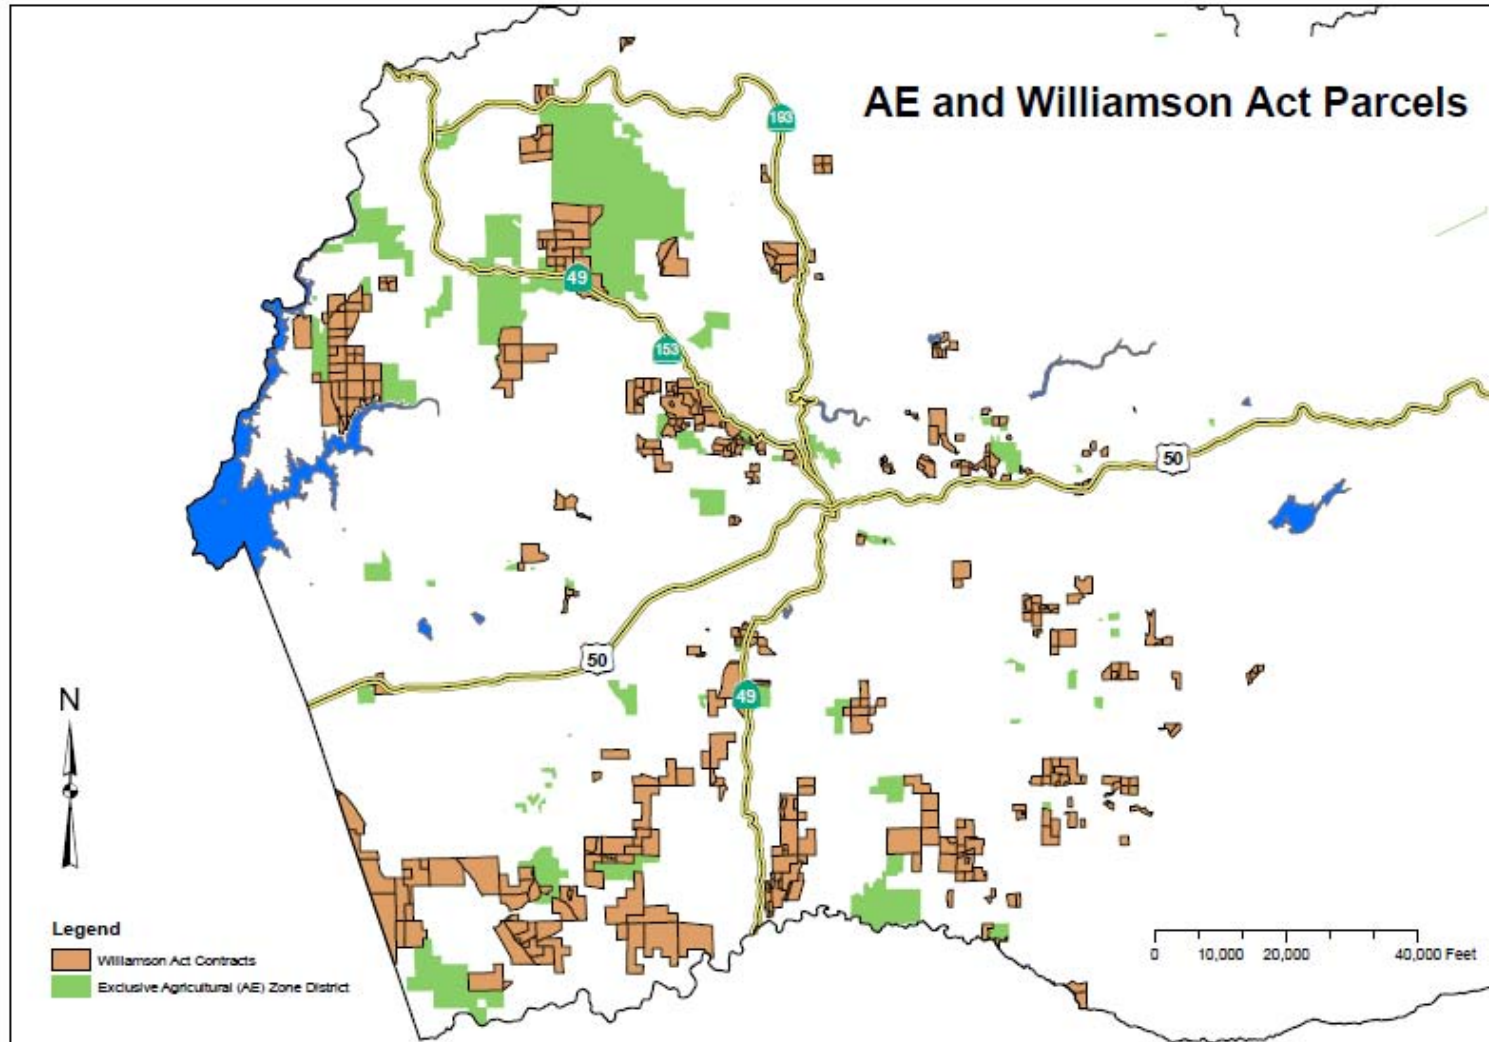 AE and Williamson Act Parcels
193
49
153
50
50
49
N
Legend
Williamson Act Contracts
Exclusive Agricultural (AE) Zone District
0 10,000 20,000 40,000 Feet